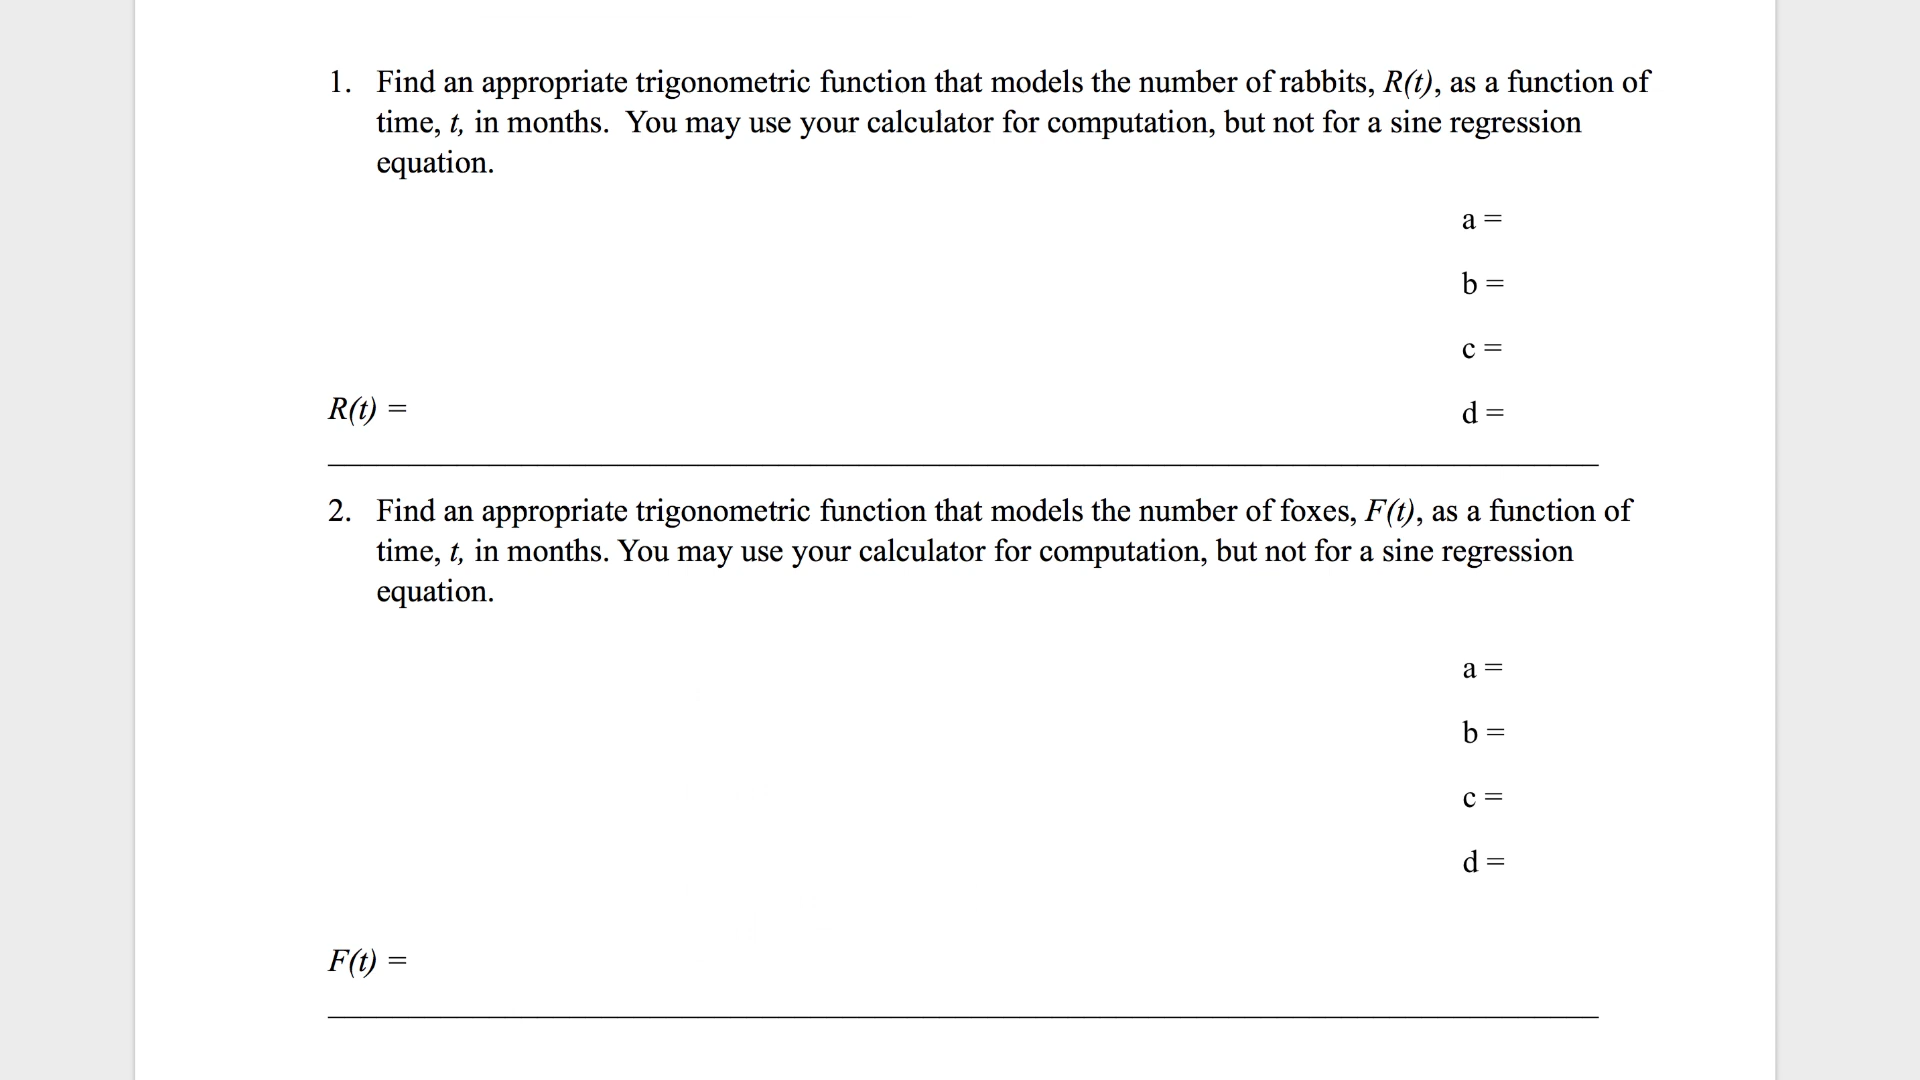 1. Find an appropriate trigonometric function that models the number of rabbits, R(t), as a function of
time, t, in months. You may use your calculator for computation, but not for a sine regression
equation.
a =
b =
c =
R(t) =
d =
2. Find an appropriate trigonometric function that models the number of foxes, F(t), as a function of
time, t, in months. You may use your calculator for computation, but not for a sine regression
equation.
a =
b =
c =
d =
F(t) =